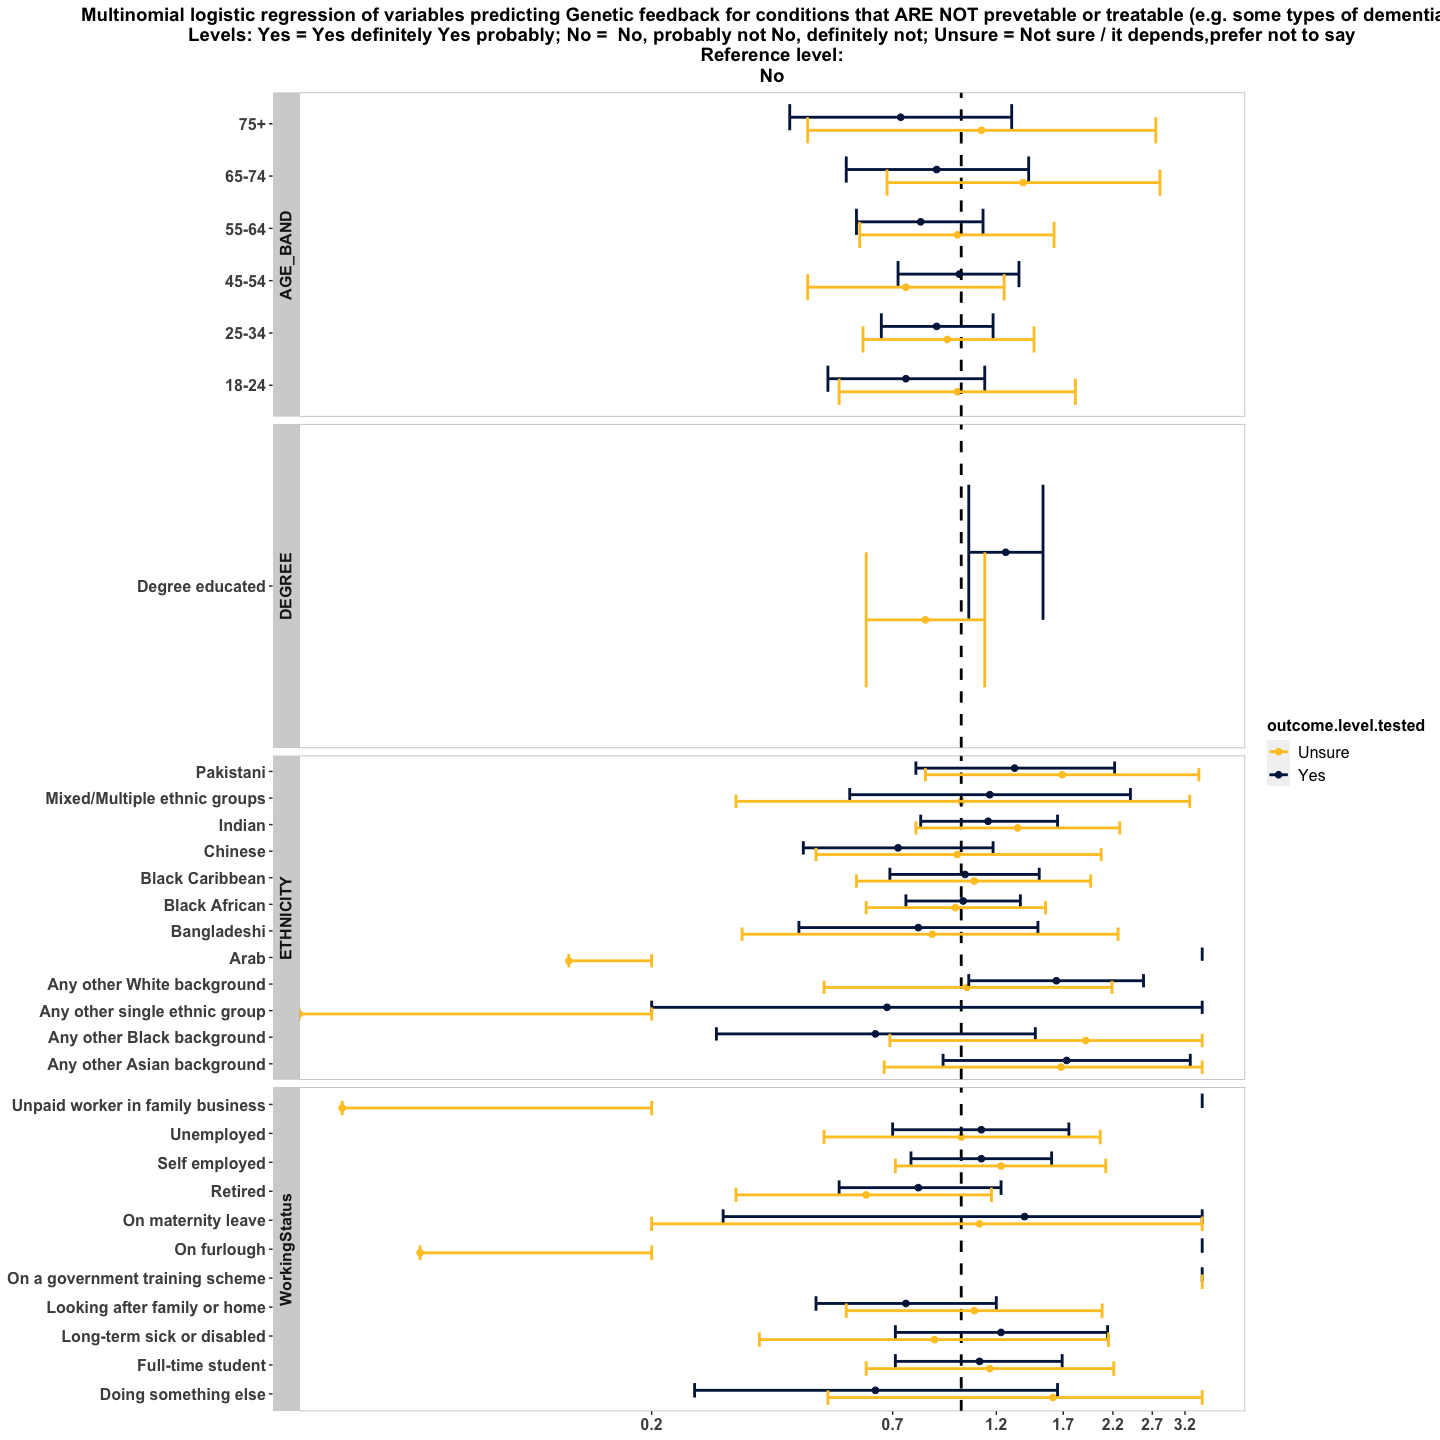 Multinomial logistic regression of variables predicting Genetic feedback for conditions that ARE NOT prevetable or treatable (e.g. some types of dementia
Levels: Yes = Yes definitely Yes probably; No =  No, probably not No, definitely not; Unsure = Not sure / it depends,prefer not to say
Reference level:
No
AGE_BAND
75+
65-74
55-64
45-54
25-34
18-24
DEGREE
Degree educated
ETHNICITY
Pakistani
Mixed/Multiple ethnic groups
Indian
Chinese
Black Caribbean
Black African
Bangladeshi
Arab
Any other White background
Any other single ethnic group
Any other Black background
Any other Asian background
WorkingStatus
Unpaid worker in family business
Unemployed
Self employed
Retired
On maternity leave
On furlough
On a government training scheme
Looking after family or home
Long-term sick or disabled
Full-time student
Doing something else
0.2 0.7 1.2 1.7 2.2 2.7 3.2
outcome.level.tested
Unsure
Yes